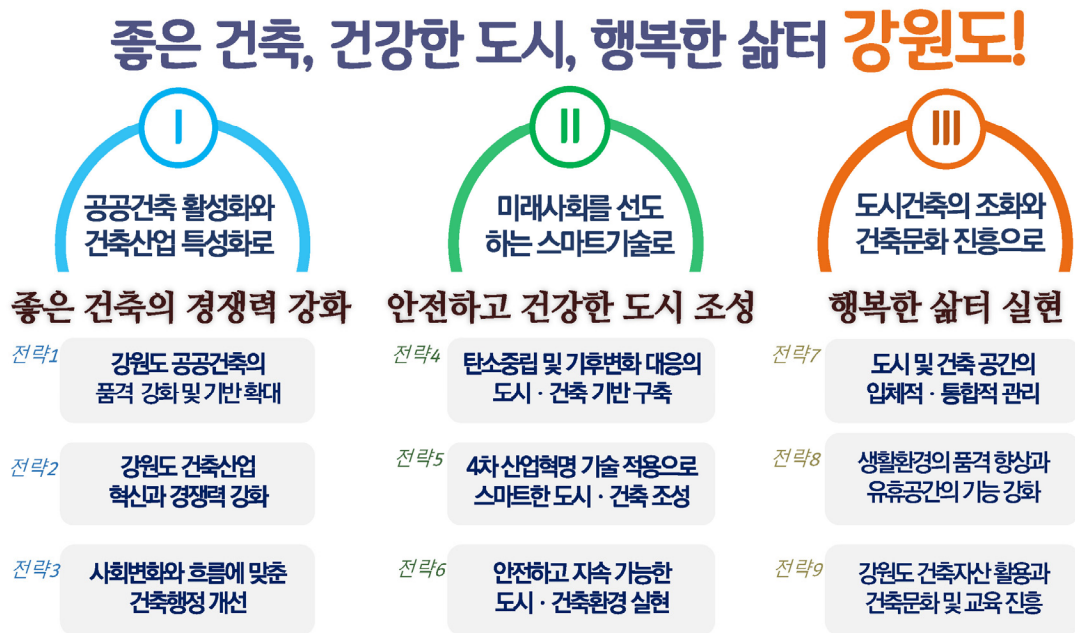 좋은 건축, 건강한 도시, 행복한 삶터 강원도!
I
공공건축 활성화와
건축산업 특성화로
좋은 건축의 경쟁력 강화
전략1
강원도 공공건축의
품격 강화 및 기반 확대
전략2
강원도 건축산업
혁신과 경쟁력 강화
전략3
사회변화와 흐름에 맞춘
건축행정 개선
II
미래사회를 선도
하는 스마트기술로
안전하고 건강한 도시 조성
전략4
탄소중립 및 기후변화 대응의
도시 · 건축 기반 구축
전략5
4차 산업혁명 기술 적용으로
스마트한 도시 · 건축 조성
전략6
안전하고 지속 가능한
도시 · 건축환경 실현
III
도시건축의 조화와
건축문화 진흥으로
행복한 삶터 실현
전략7
도시 및 건축 공간의
입체적 · 통합적 관리
전략8
생활환경의 품격 향상과
유휴공간의 기능 강화
전략9
강원도 건축자산 활용과
건축문화 및 교육 진흥